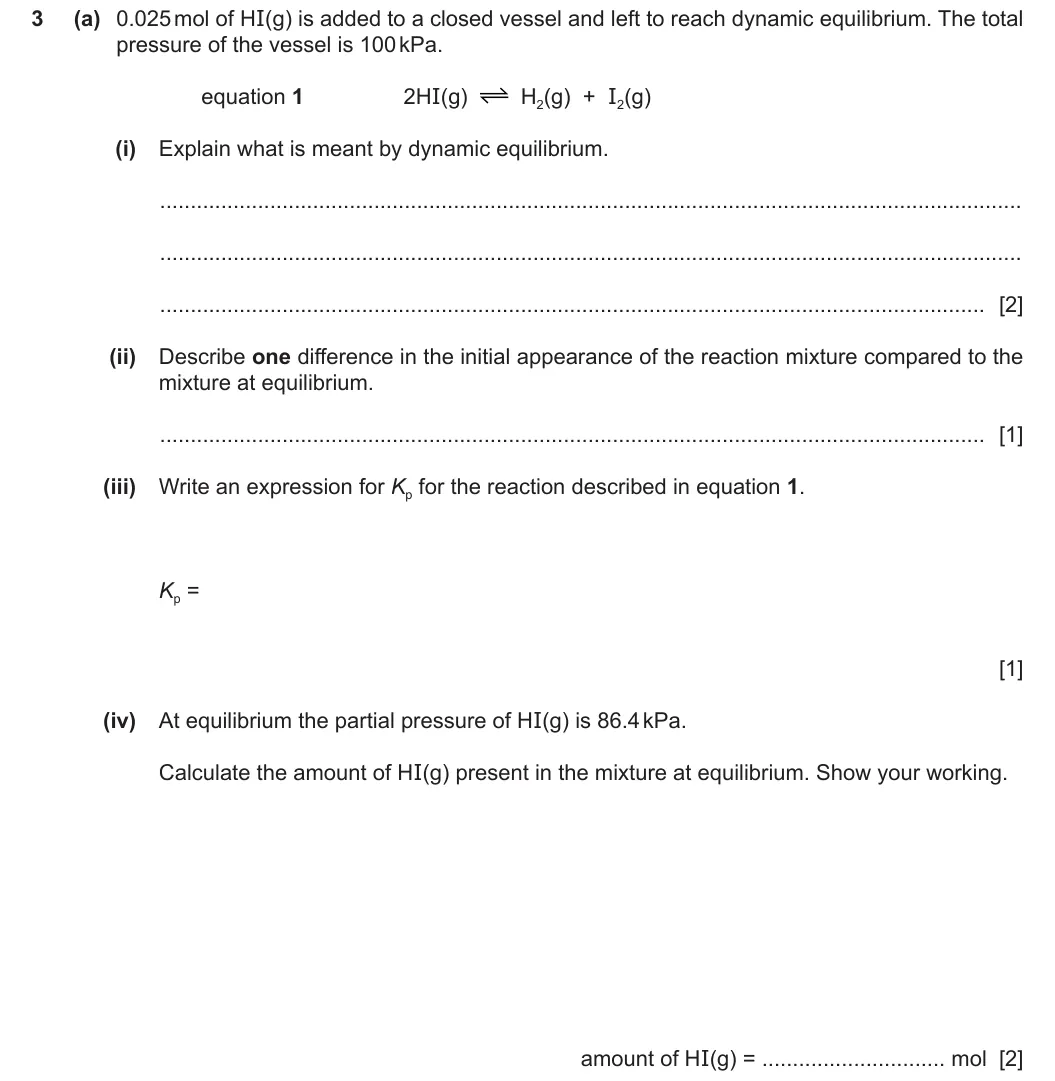 3 (a) 0.025 mol of HI(g) is added to a closed vessel and left to reach dynamic equilibrium. The total
pressure of the vessel is 100 kPa.
equation 1 2HI(g) ⇌ H₂(g) + I₂(g)
(i) Explain what is meant by dynamic equilibrium.
..........................................................................................................................................
..........................................................................................................................................
.................................................................................................................................... [2]
(ii) Describe one difference in the initial appearance of the reaction mixture compared to the
mixture at equilibrium.
.................................................................................................................................... [1]
(iii) Write an expression for Kₚ for the reaction described in equation 1.
Kₚ =
[1]
(iv) At equilibrium the partial pressure of HI(g) is 86.4 kPa.
Calculate the amount of HI(g) present in the mixture at equilibrium. Show your working.
amount of HI(g) = .............................. mol [2]